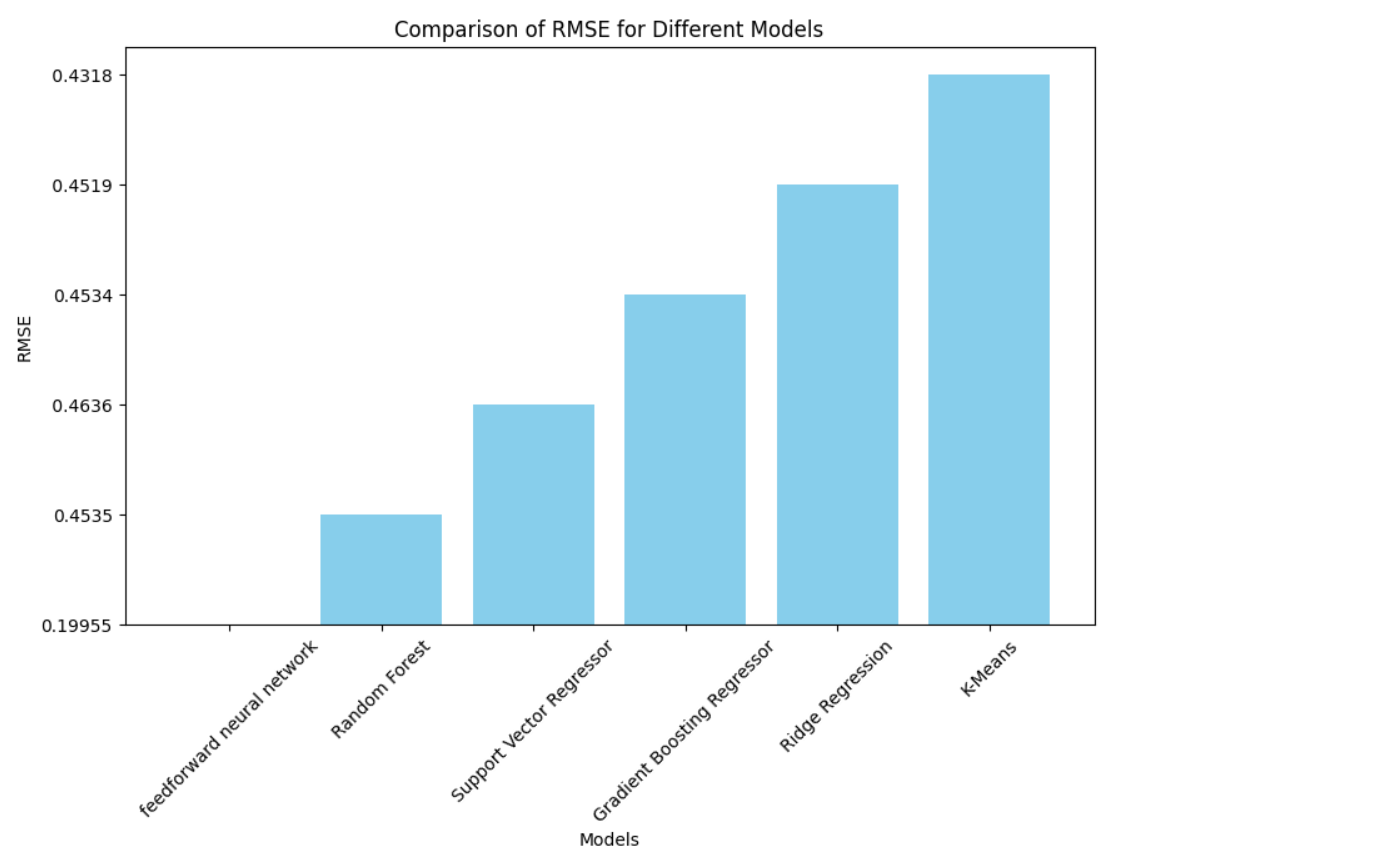 Comparison of RMSE for Different Models
0.4318
0.4519
0.4534
0.4636
0.4535
0.19955
RMSE
feedforward neural network
Random Forest
Support Vector Regressor
Gradient Boosting Regressor
Ridge Regression
K-Means
Models